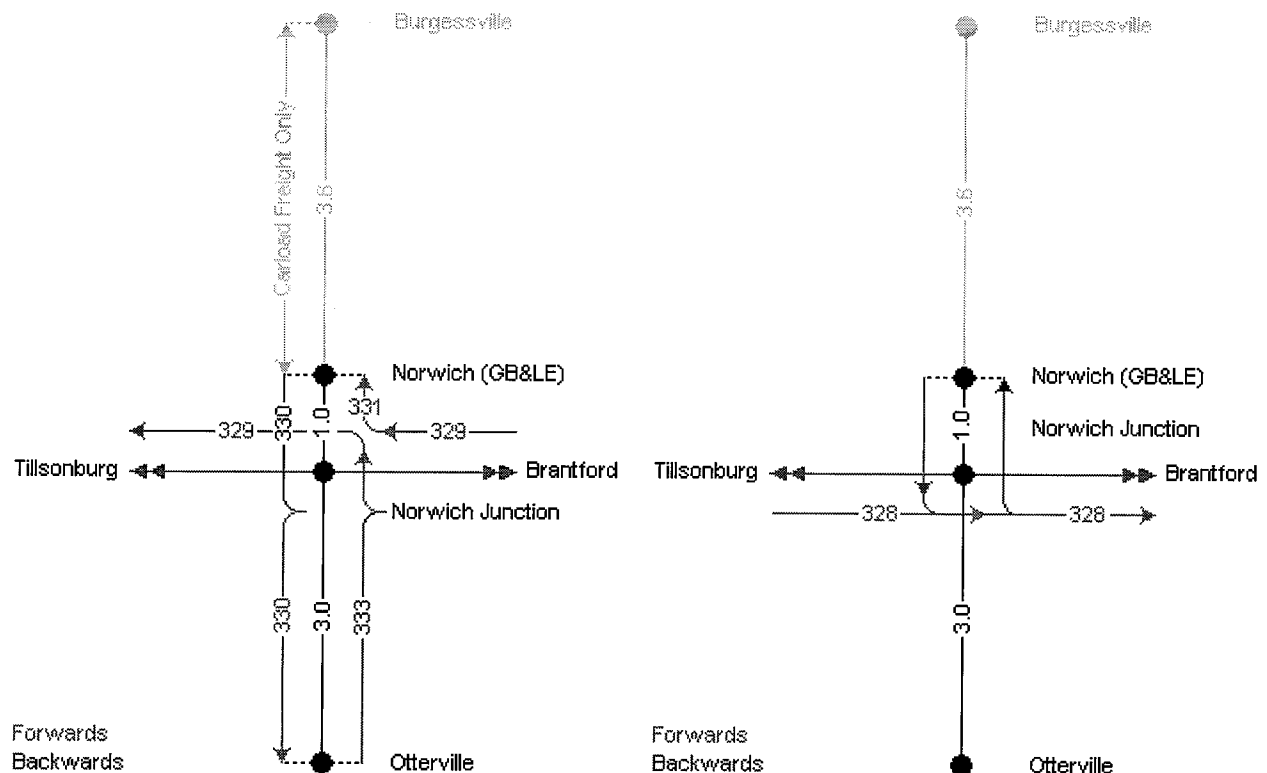 Burgessville
Carload Freight Only
3.6
Norwich (GB&LE)
331
330
1.0
329
329
Tillsonburg
Brantford
Norwich Junction
330
3.0
333
Forwards
Backwards
Otterville
Burgessville
3.6
Norwich (GB&LE)
1.0
Norwich Junction
Tillsonburg
Brantford
328
328
3.0
Forwards
Backwards
Otterville